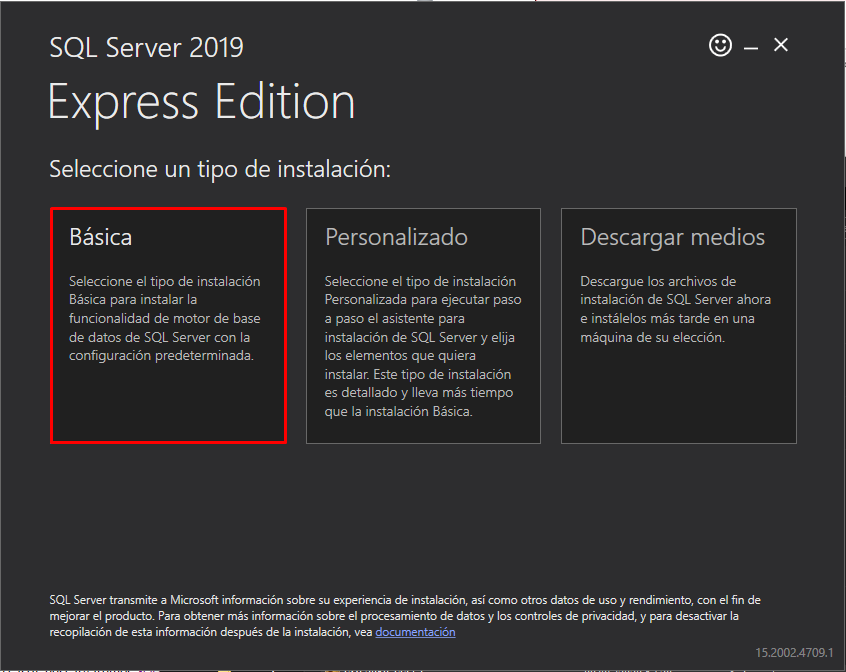 SQL Server 2019
Express Edition
Seleccione un tipo de instalación:
Básica
Seleccione el tipo de instalación
Básica para instalar la
funcionalidad de motor de base
de datos de SQL Server con la
configuración predeterminada.
Personalizado
Seleccione el tipo de instalación
Personalizada para ejecutar paso
a paso el asistente para
instalación de SQL Server y elija
los elementos que quiera
instalar. Este tipo de instalación
es detallado y lleva más tiempo
que la instalación Básica.
Descargar medios
Descargue los archivos de
instalación de SQL Server ahora
e instálelos más tarde en una
máquina de su elección.
SQL Server transmite a Microsoft información sobre su experiencia de instalación, así como otros datos de uso y rendimiento, con el fin de
mejorar el producto. Para obtener más información sobre el procesamiento de datos y los controles de privacidad, y para desactivar la
recopilación de esta información después de la instalación, vea documentación
15.2002.4709.1